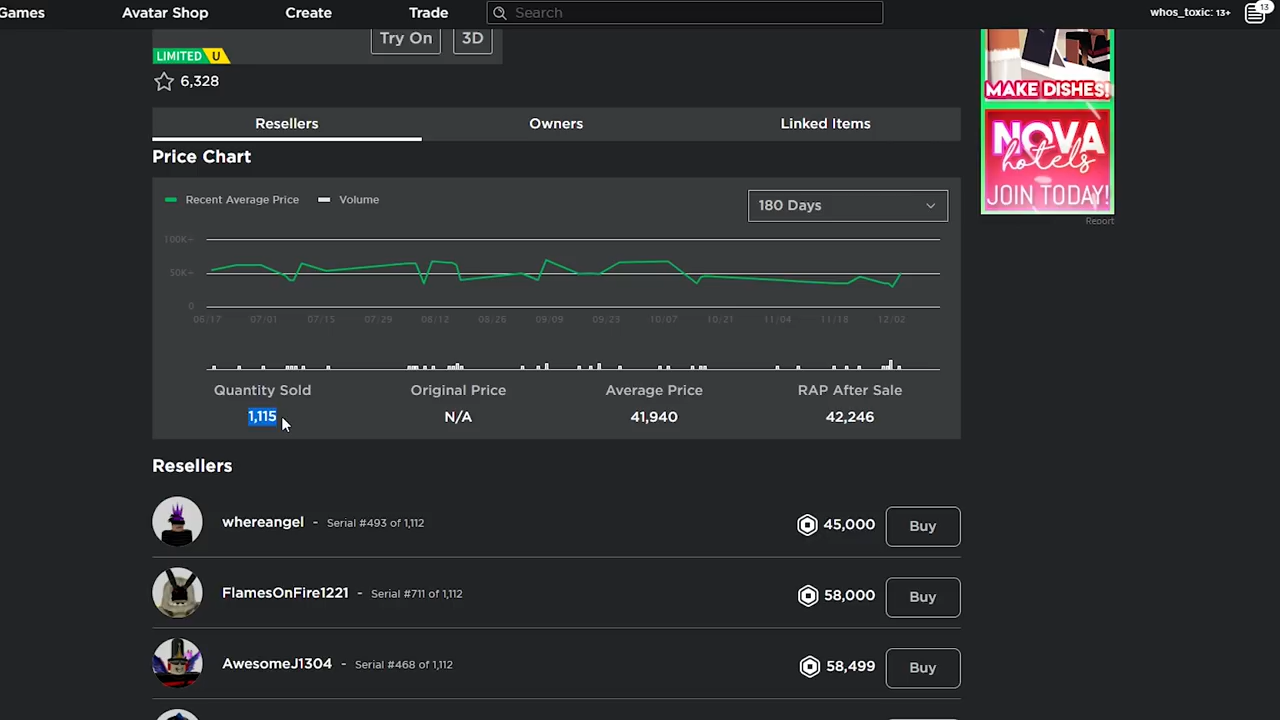 Games Avatar Shop Create Trade Search whos_toxic: 13+ 13
Try On 3D
LIMITED U
6,328
MAKE DISHES!
NOVA
hotels
JOIN TODAY!
Report
Resellers Owners Linked Items
Price Chart
Recent Average Price Volume 180 Days
100K+
50K+
0
06/17 07/01 07/15 07/29 08/12 08/26 09/09 09/23 10/07 10/21 11/04 11/18 12/02
Quantity Sold Original Price Average Price RAP After Sale
1,115 N/A 41,940 42,246
Resellers
whereangel - Serial #493 of 1,112 45,000 Buy
FlamesOnFire1221 - Serial #711 of 1,112 58,000 Buy
AwesomeJ1304 - Serial #468 of 1,112 58,499 Buy